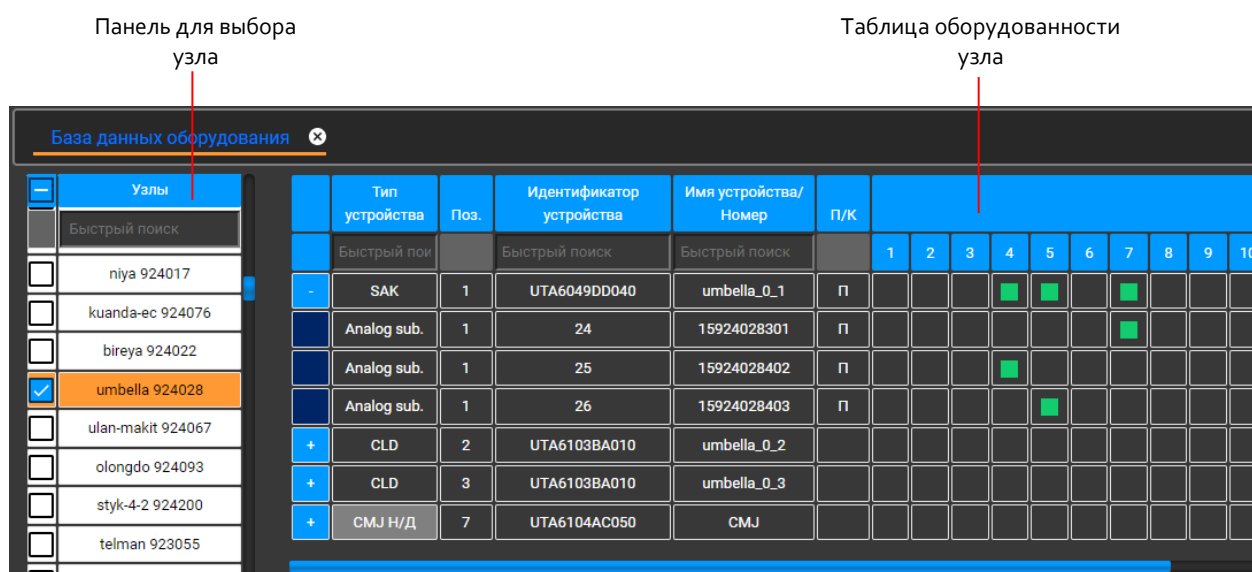 Панель для выбора
узла
Таблица оборудованности
узла
База данных оборудования
Узлы
Быстрый поиск
niya 924017
kuanda-ec 924076
bireya 924022
umbella 924028
ulan-makit 924067
olongdo 924093
styk-4-2 924200
telman 923055
Тип
устройства
Поз.
Идентификатор
устройства
Имя устройства/
Номер
П/К
Быстрый пои
Быстрый поиск
Быстрый поиск
1 2 3 4 5 6 7 8 9 10
- SAK 1 UTA6049DD040 umbella_0_1 П
Analog sub. 1 24 15924028301 П
Analog sub. 1 25 15924028402 П
Analog sub. 1 26 15924028403 П
+ CLD 2 UTA6103BA010 umbella_0_2
+ CLD 3 UTA6103BA010 umbella_0_3
+ CMJ Н/Д 7 UTA6104AC050 CMJ